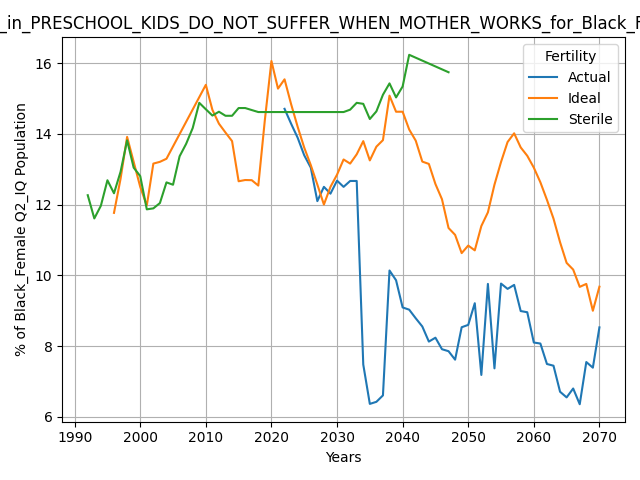 _in_PRESCHOOL_KIDS_DO_NOT_SUFFER_WHEN_MOTHER_WORKS_for_Black_F
Fertility
Actual
Ideal
Sterile
% of Black_Female Q2_IQ Population
16
14
12
10
8
6
1990
2000
2010
2020
2030
2040
2050
2060
2070
Years